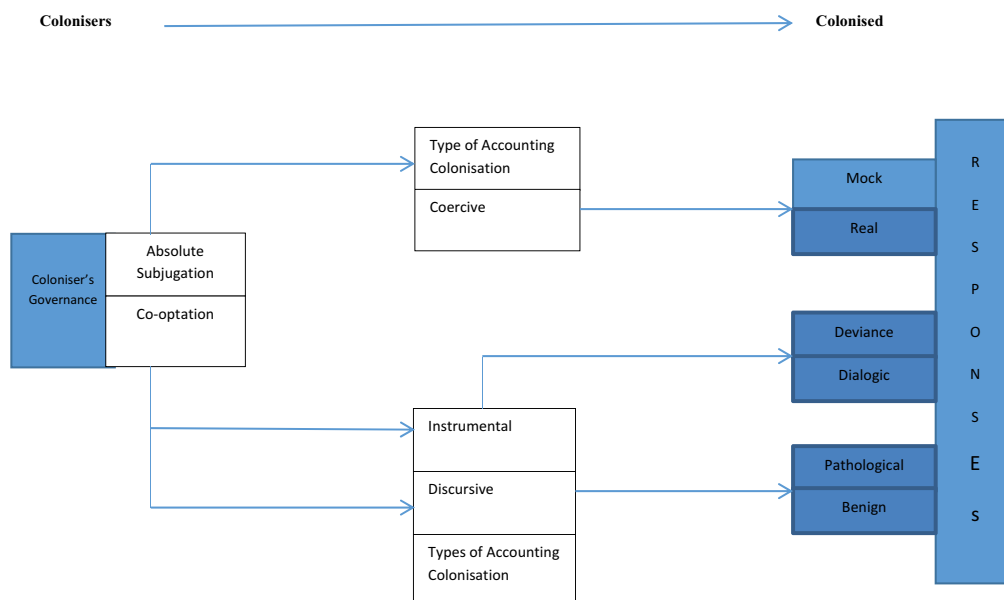 Colonisers
Colonised
Type of Accounting
Colonisation
Coercive
Absolute
Subjugation
Co-optation
Coloniser’s
Governance
Instrumental
Discursive
Types of Accounting
Colonisation
Mock
Real
Deviance
Dialogic
Pathological
Benign
R
E
S
P
O
N
S
E
S